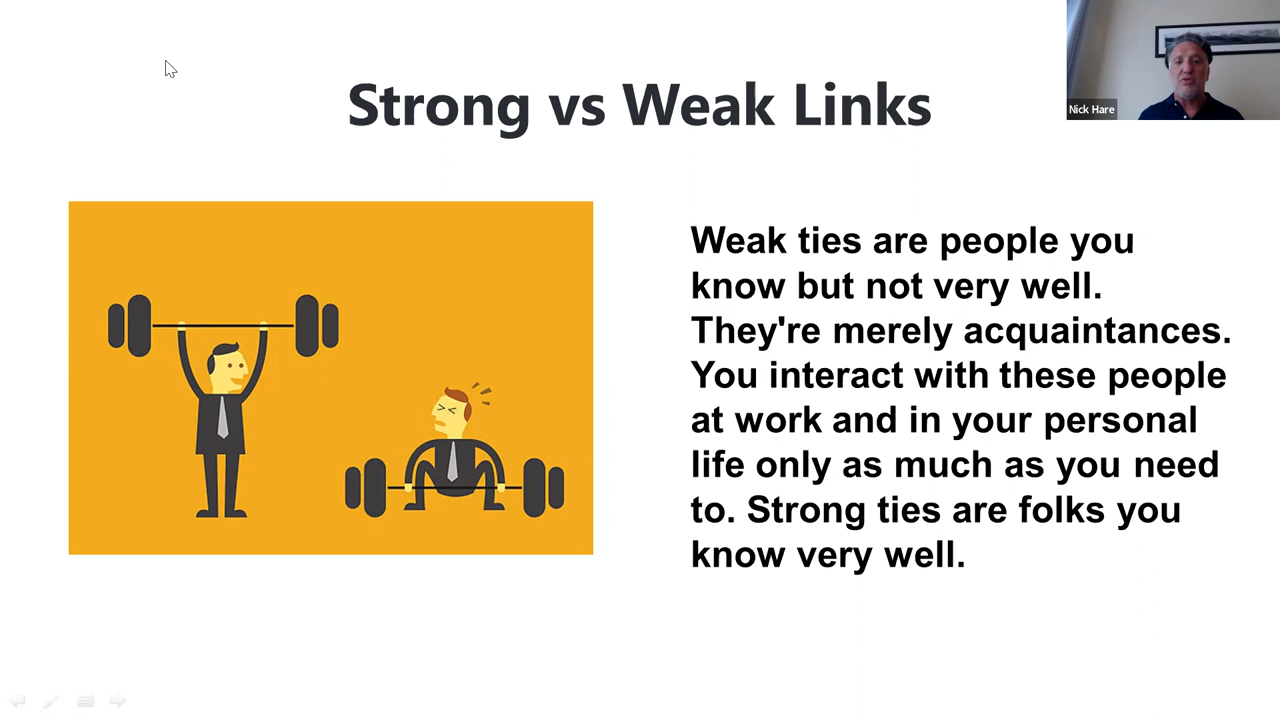 Strong vs Weak Links
Nick Hare
Weak ties are people you
know but not very well.
They're merely acquaintances.
You interact with these people
at work and in your personal
life only as much as you need
to. Strong ties are folks you
know very well.